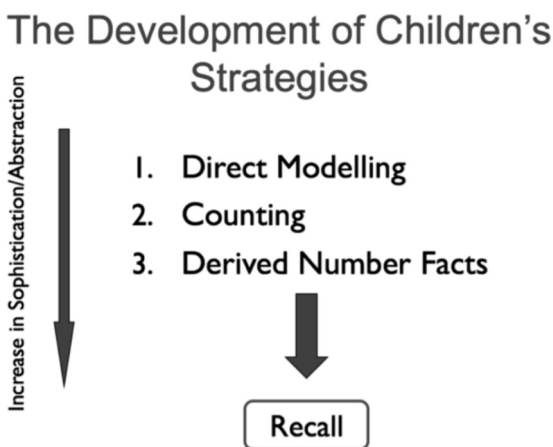 The Development of Children's
Strategies
Increase in Sophistication/Abstraction
1. Direct Modelling
2. Counting
3. Derived Number Facts
Recall